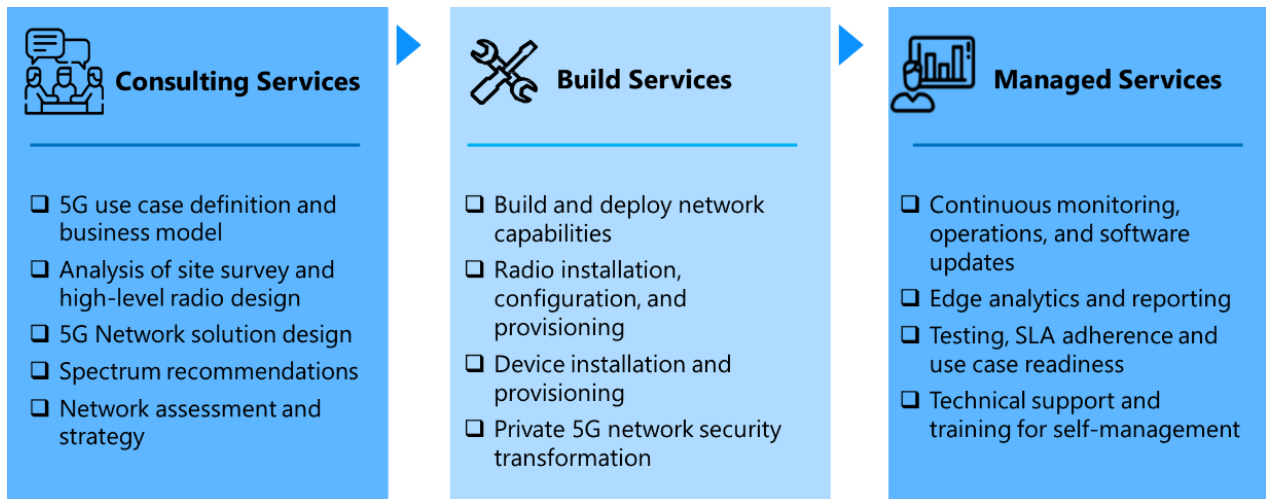 Consulting Services
5G use case definition and
business model
Analysis of site survey and
high-level radio design
5G Network solution design
Spectrum recommendations
Network assessment and
strategy
Build Services
Build and deploy network
capabilities
Radio installation,
configuration, and
provisioning
Device installation and
provisioning
Private 5G network security
transformation
Managed Services
Continuous monitoring,
operations, and software
updates
Edge analytics and reporting
Testing, SLA adherence and
use case readiness
Technical support and
training for self-management